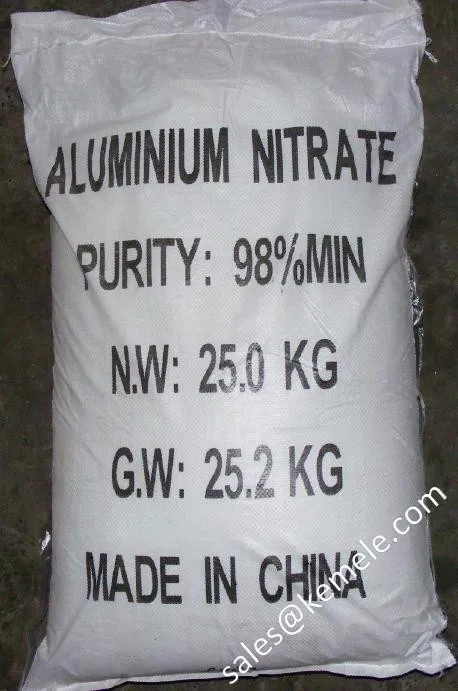 ALUMINIUM NITRATE
PURITY: 98%MIN
N.W: 25.0 KG
G.W: 25.2 KG
MADE IN CHINA
sales@kemele.com